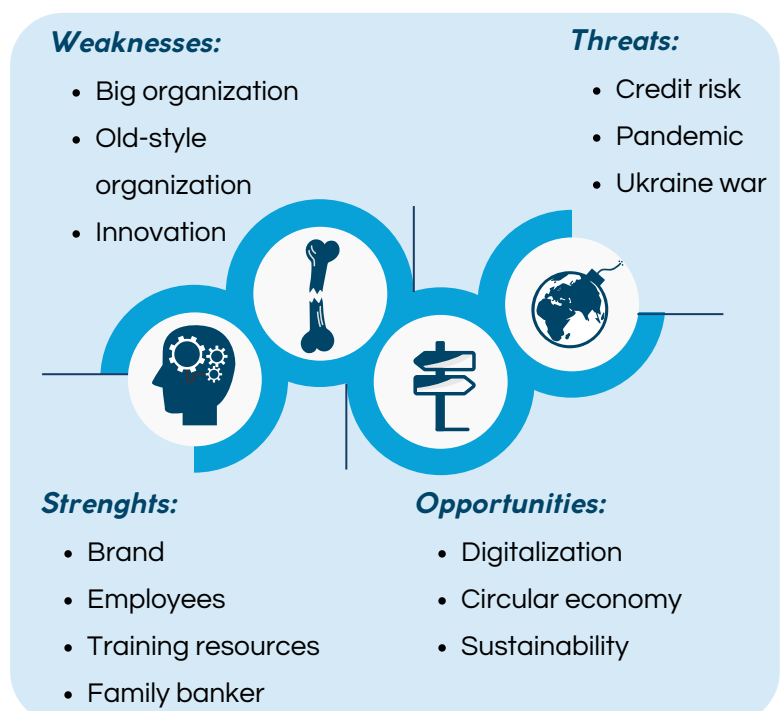 Weaknesses:
• Big organization
• Old-style
organization
• Innovation
Threats:
• Credit risk
• Pandemic
• Ukraine war
Strenghts:
• Brand
• Employees
• Training resources
• Family banker
Opportunities:
• Digitalization
• Circular economy
• Sustainability